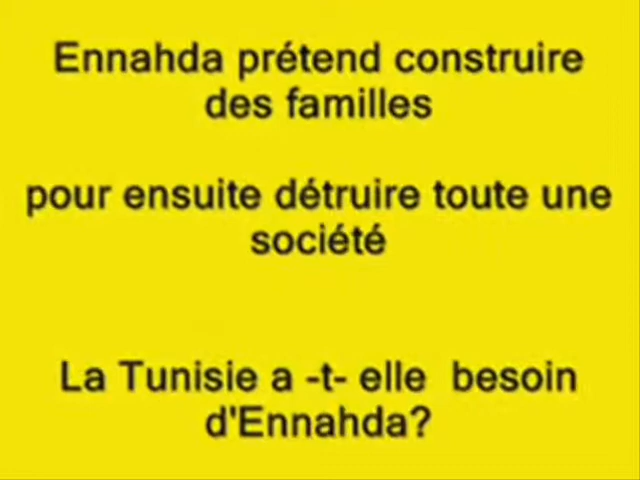 Ennahda prétend construire
des familles
pour ensuite détruire toute une
société
La Tunisie a -t- elle  besoin
d'Ennahda?